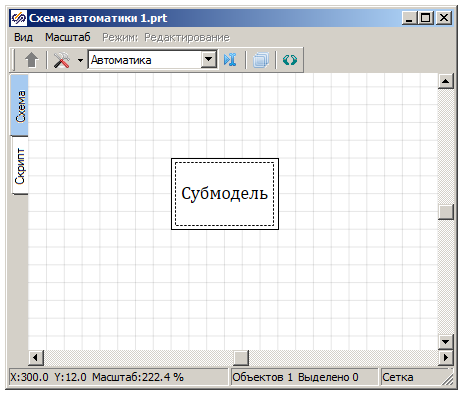 Схема автоматики 1.prt
Вид Масштаб Режим: Редактирование
Автоматика
Схема
Скрипт
Субмодель
X:300.0 Y:12.0 Масштаб:222.4 % Объектов 1 Выделено 0 Сетка